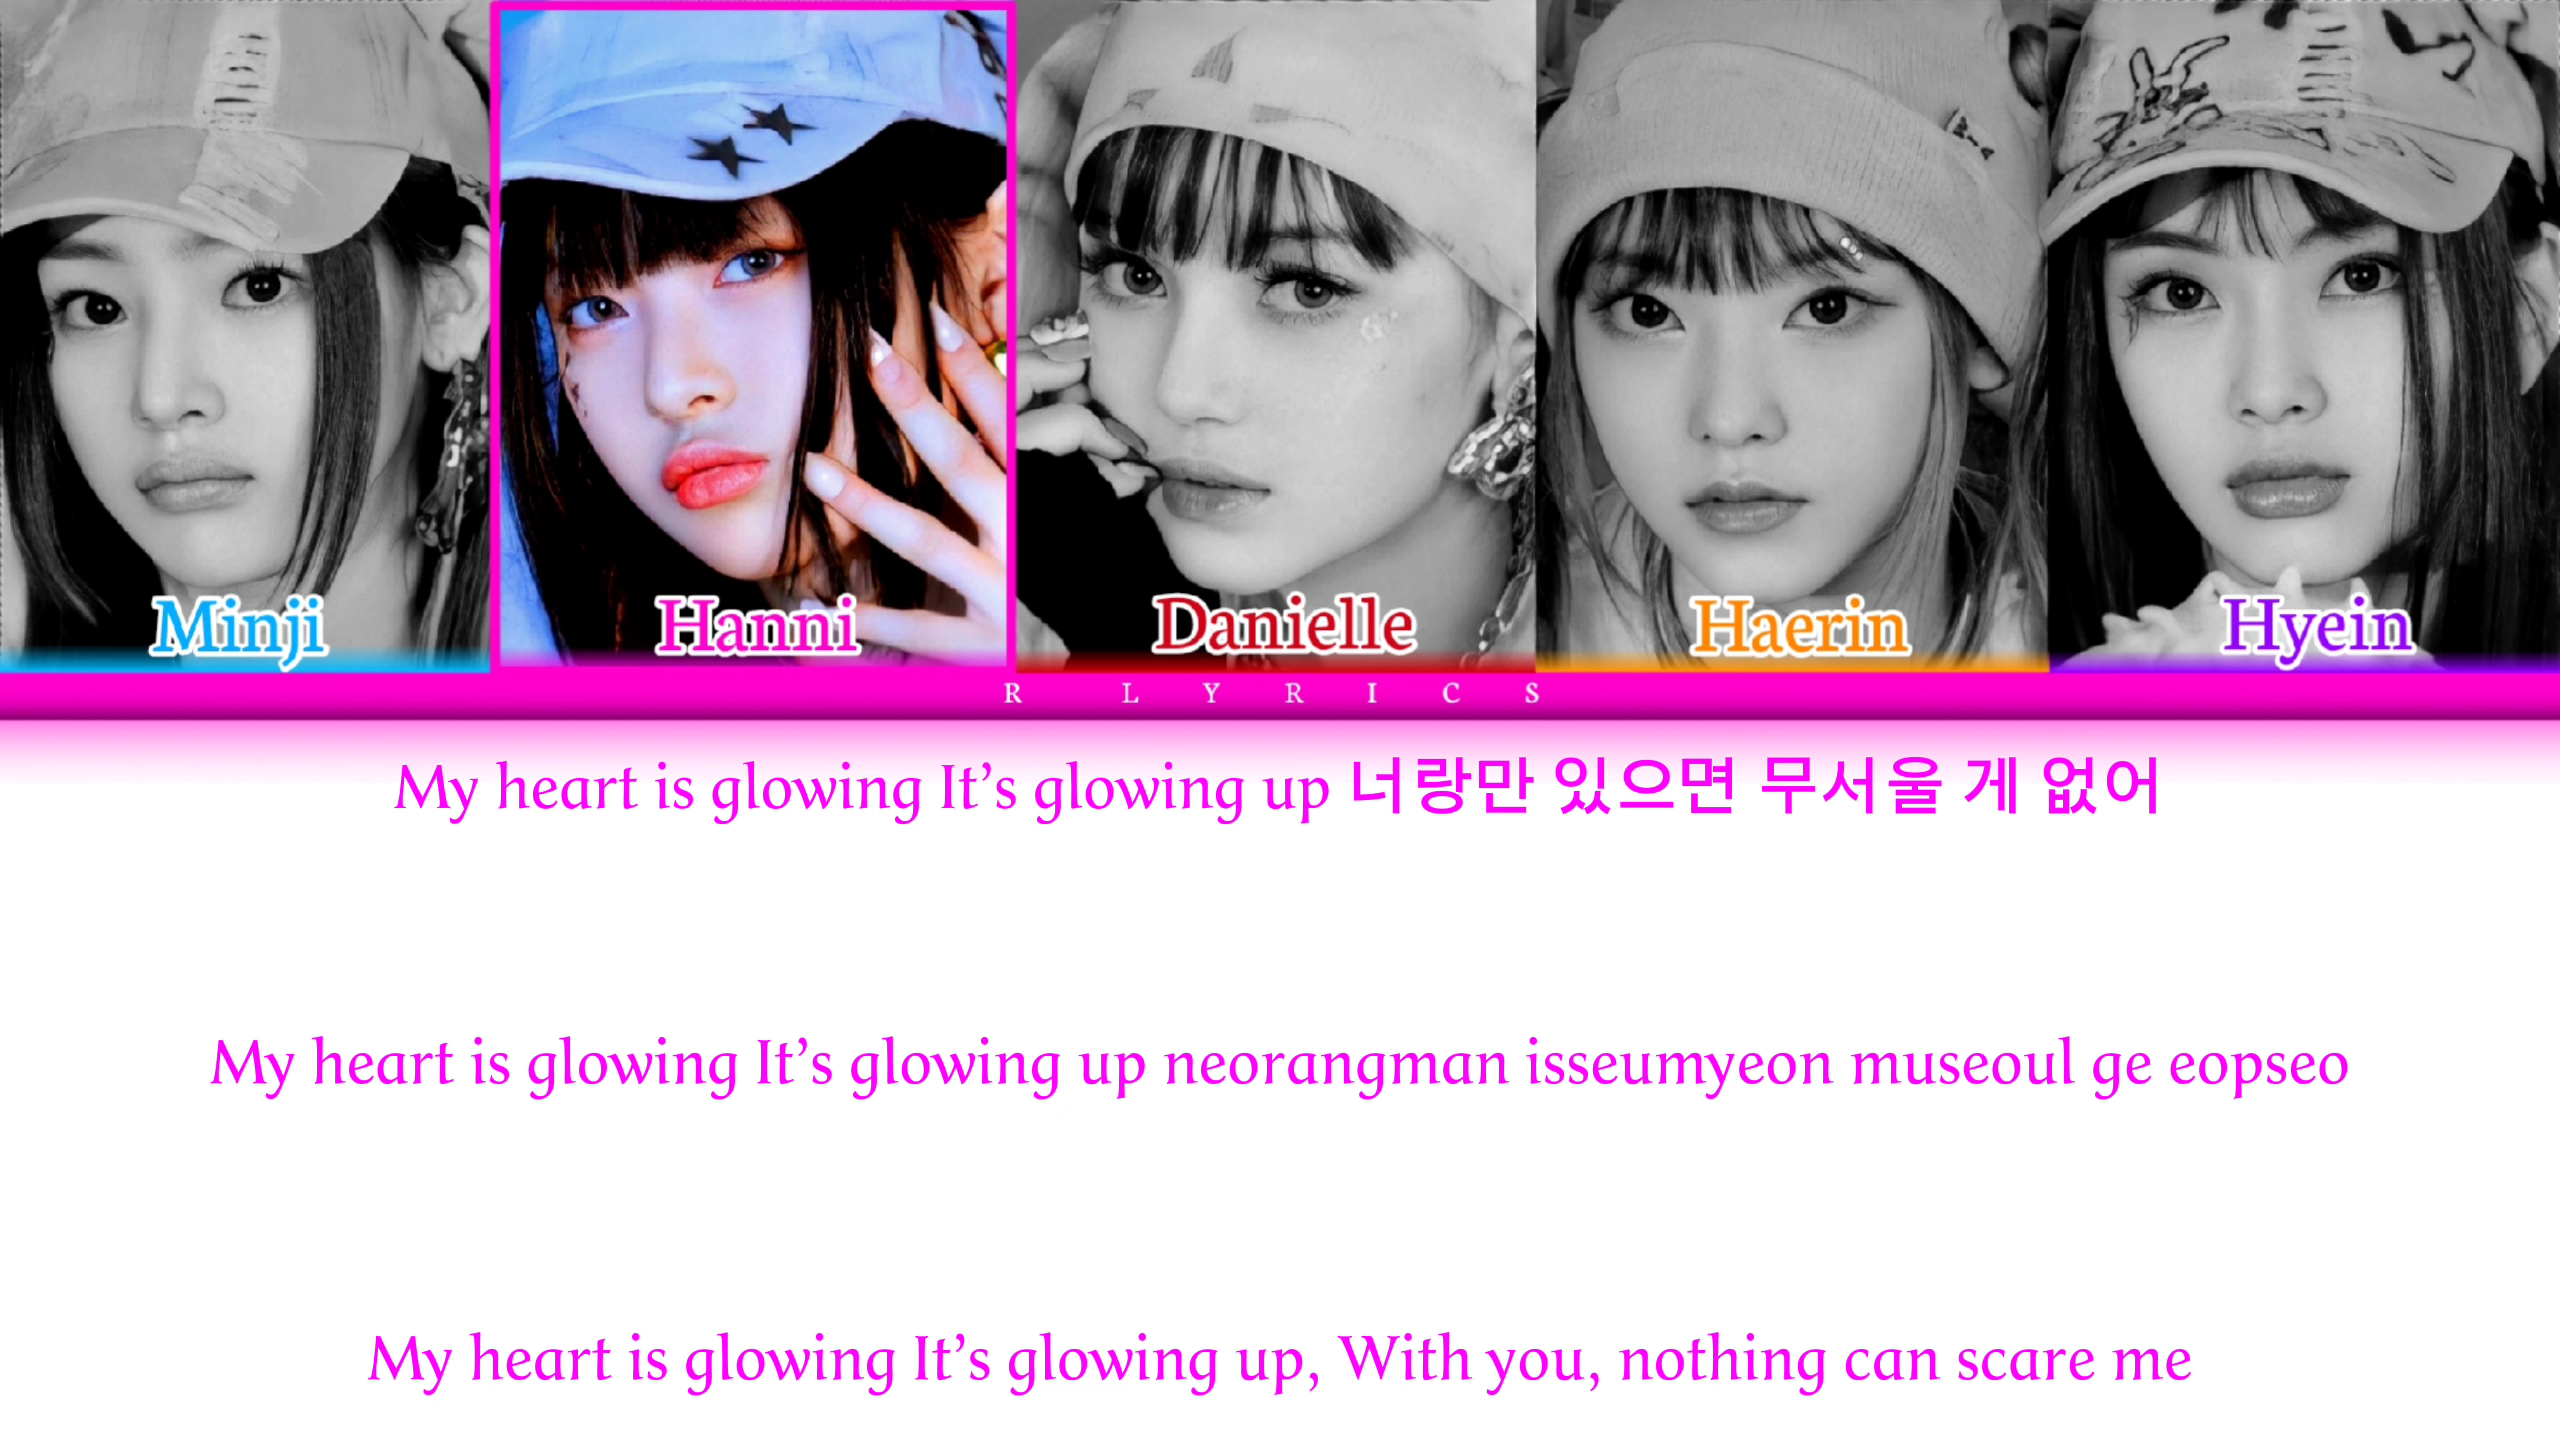 Minji Hanni Danielle Haerin Hyein
R LYRICS
My heart is glowing It’s glowing up 너랑만 있으면 무서울 게 없어
My heart is glowing It’s glowing up neorangman isseumyeon museoul ge eopseo
My heart is glowing It’s glowing up, With you, nothing can scare me